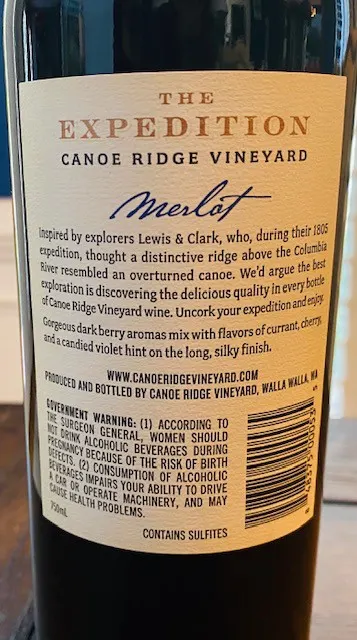 THE
EXPEDITION
CANOE RIDGE VINEYARD
Merlot
Inspired by explorers Lewis & Clark, who, during their 1805
expedition, thought a distinctive ridge above the Columbia
River resembled an overturned canoe. We'd argue the best
exploration is discovering the delicious quality in every bottle
of Canoe Ridge Vineyard wine. Uncork your expedition and enjoy.
Gorgeous dark berry aromas mix with flavors of currant, cherry,
and a candied violet hint on the long, silky finish.
WWW.CANOERIDGEVINEYARD.COM
PRODUCED AND BOTTLED BY CANOE RIDGE VINEYARD, WALLA WALLA, WA
GOVERNMENT WARNING: (1) ACCORDING TO
THE SURGEON GENERAL, WOMEN SHOULD
NOT DRINK ALCOHOLIC BEVERAGES DURING
PREGNANCY BECAUSE OF THE RISK OF BIRTH
DEFECTS. (2) CONSUMPTION OF ALCOHOLIC
BEVERAGES IMPAIRS YOUR ABILITY TO DRIVE
A CAR OR OPERATE MACHINERY, AND MAY
CAUSE HEALTH PROBLEMS.
750mL
CONTAINS SULFITES